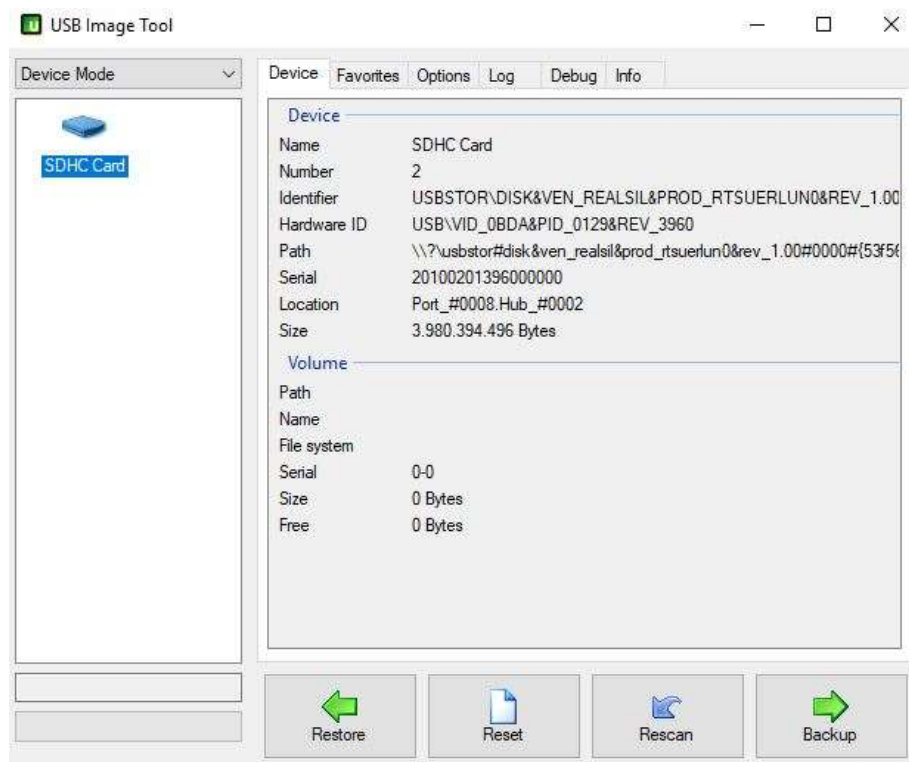 USB Image Tool
Device Mode
SDHC Card
Device Favorites Options Log Debug Info
Device
Name SDHC Card
Number 2
Identifier USBSTOR\DISK&VEN_REALSIL&PROD_RTSUERLUN0&REV_1.00
Hardware ID USB\VID_0BDA&PID_0129&REV_3960
Path \\?\usbstor#disk&ven_realsil&prod_rtsuerlun0&rev_1.00#0000#{53f56
Serial 20100201396000000
Location Port_#0008.Hub_#0002
Size 3.980.394.496 Bytes
Volume
Path
Name
File system
Serial 0-0
Size 0 Bytes
Free 0 Bytes
Restore Reset Rescan Backup